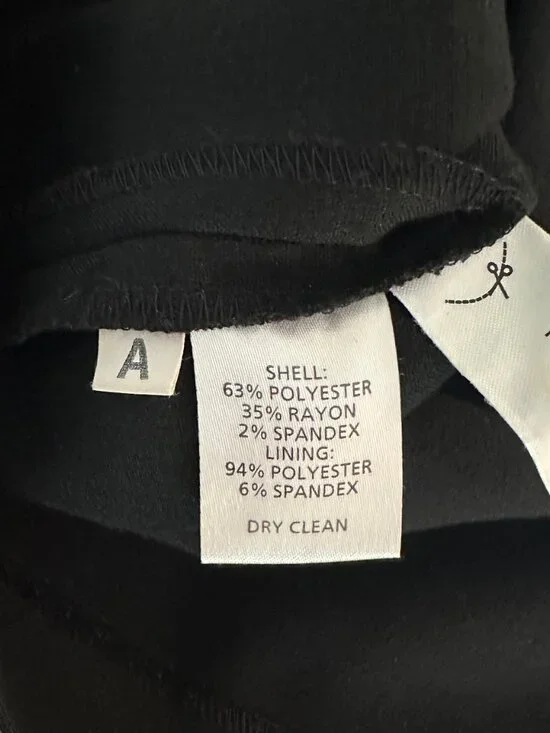 A
SHELL:
63% POLYESTER
35% RAYON
2% SPANDEX
LINING:
94% POLYESTER
6% SPANDEX
DRY CLEAN